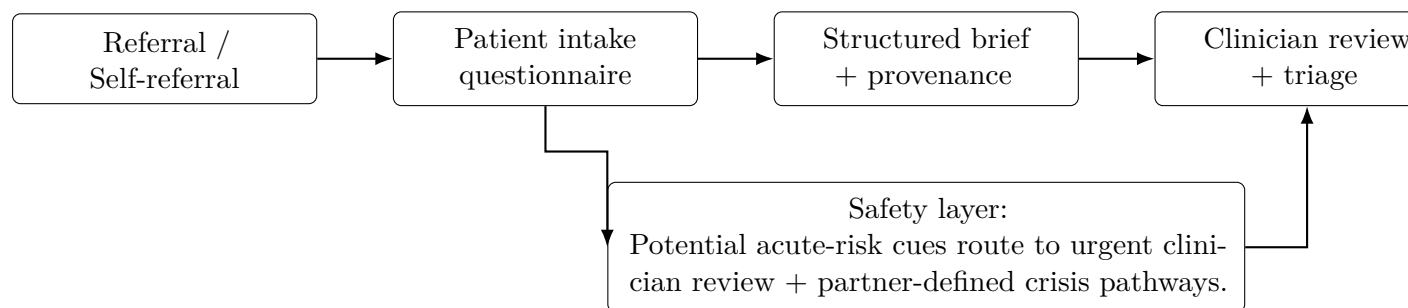 Referral /
Self-referral
Patient intake
questionnaire
Structured brief
+ provenance
Clinician review
+ triage
Safety layer:
Potential acute-risk cues route to urgent clini-
cian review + partner-defined crisis pathways.